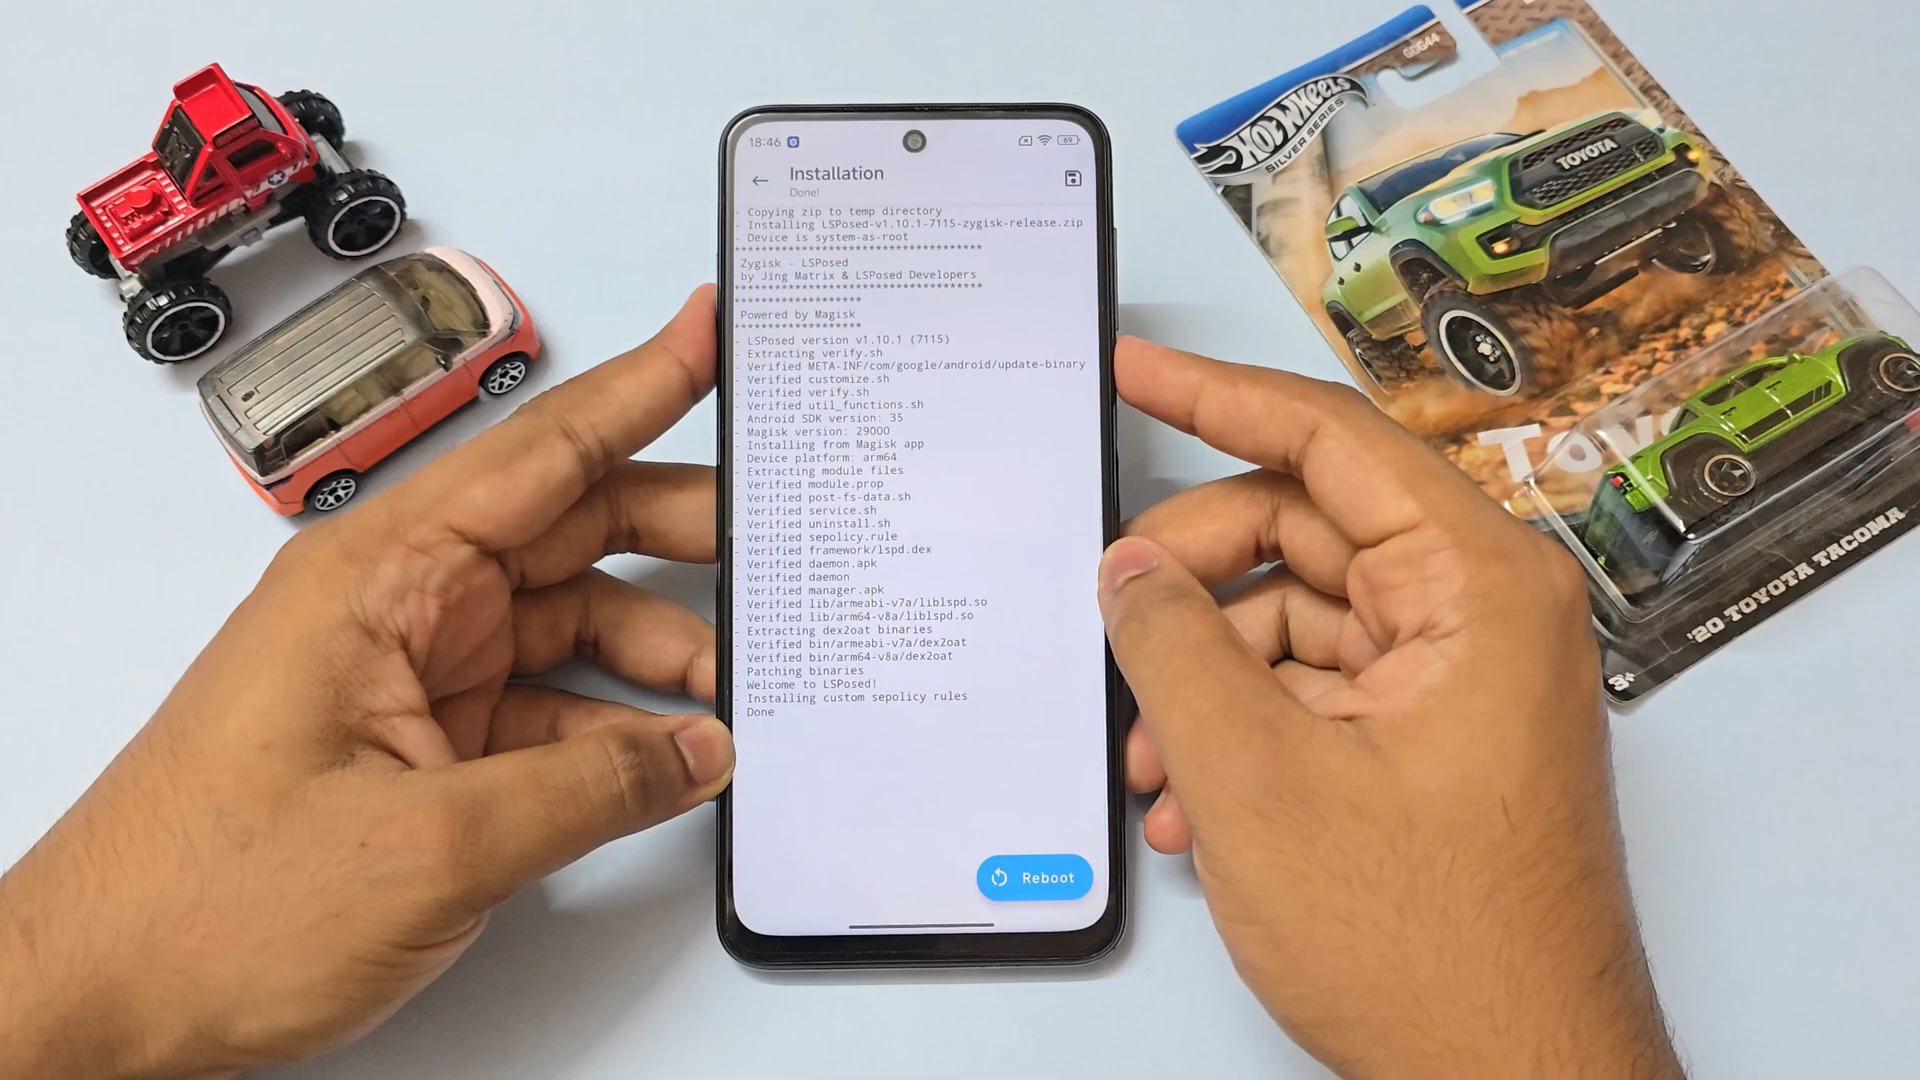 18:46
69
Installation
Done!
- Copying zip to temp directory
- Installing LSPosed-v1.10.1-7115-zygisk-release.zip
- Device is system-as-root
*************************************
Zygisk - LSPosed
by Jing Matrix & LSPosed Developers
*************************************
*******************
Powered by Magisk
*******************
- LSPosed version v1.10.1 (7115)
- Extracting verify.sh
- Verified META-INF/com/google/android/update-binary
- Verified customize.sh
- Verified verify.sh
- Verified util_functions.sh
- Android SDK version: 35
- Magisk version: 29000
- Installing from Magisk app
- Device platform: arm64
- Extracting module files
- Verified module.prop
- Verified post-fs-data.sh
- Verified service.sh
- Verified uninstall.sh
- Verified sepolicy.rule
- Verified framework/lspd.dex
- Verified daemon.apk
- Verified daemon
- Verified manager.apk
- Verified lib/armeabi-v7a/liblspd.so
- Verified lib/arm64-v8a/liblspd.so
- Extracting dex2oat binaries
- Verified bin/armeabi-v7a/dex2oat
- Verified bin/arm64-v8a/dex2oat
- Patching binaries
- Welcome to LSPosed!
- Installing custom sepolicy rules
- Done
Reboot
HOT WHEELS
SILVER SERIES
TOYOTA
'20 TOYOTA TACOMA
3+